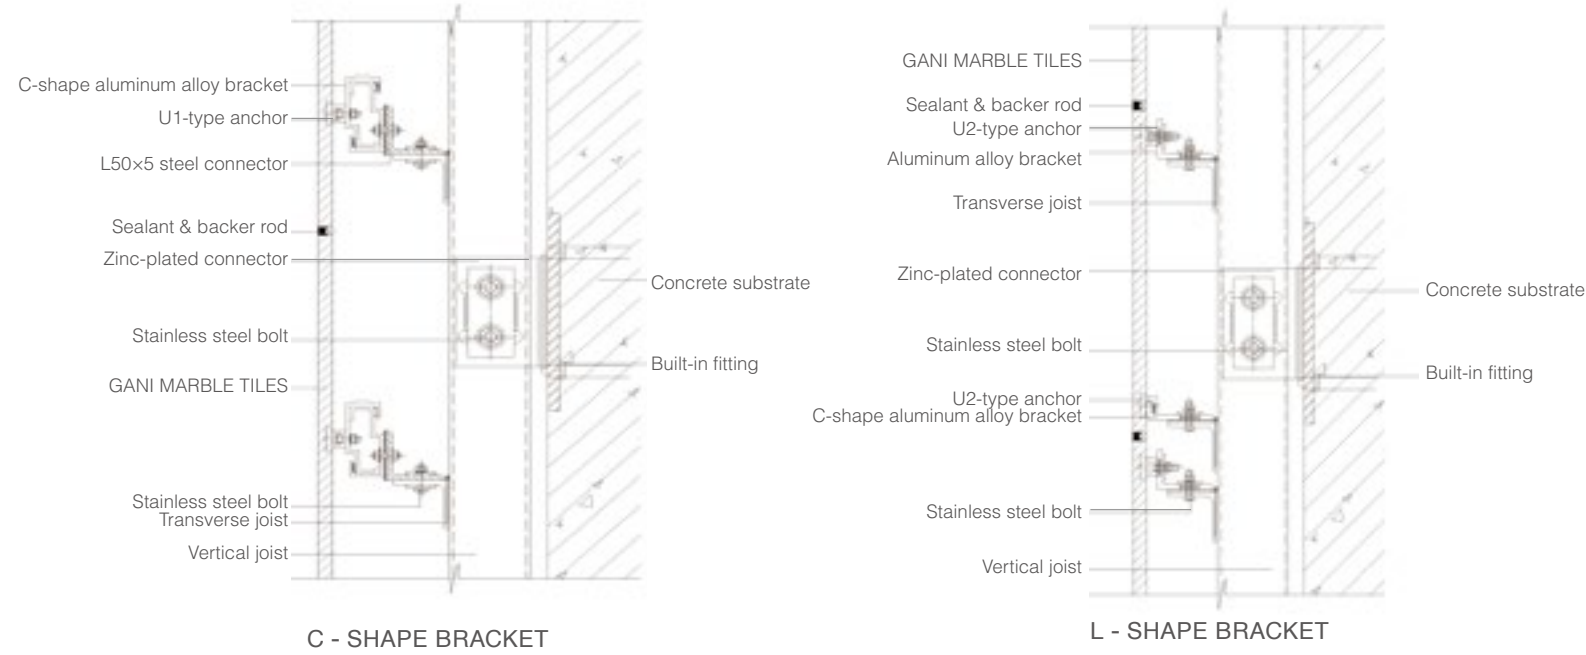 C-shape aluminum alloy bracket
U1-type anchor
L50×5 steel connector
Sealant & backer rod
Zinc-plated connector
Stainless steel bolt
GANI MARBLE TILES
Stainless steel bolt
Transverse joist
Vertical joist
Concrete substrate
Built-in fitting
C - SHAPE BRACKET
GANI MARBLE TILES
Sealant & backer rod
U2-type anchor
Aluminum alloy bracket
Transverse joist
Zinc-plated connector
Stainless steel bolt
U2-type anchor
C-shape aluminum alloy bracket
Stainless steel bolt
Vertical joist
Concrete substrate
Built-in fitting
L - SHAPE BRACKET